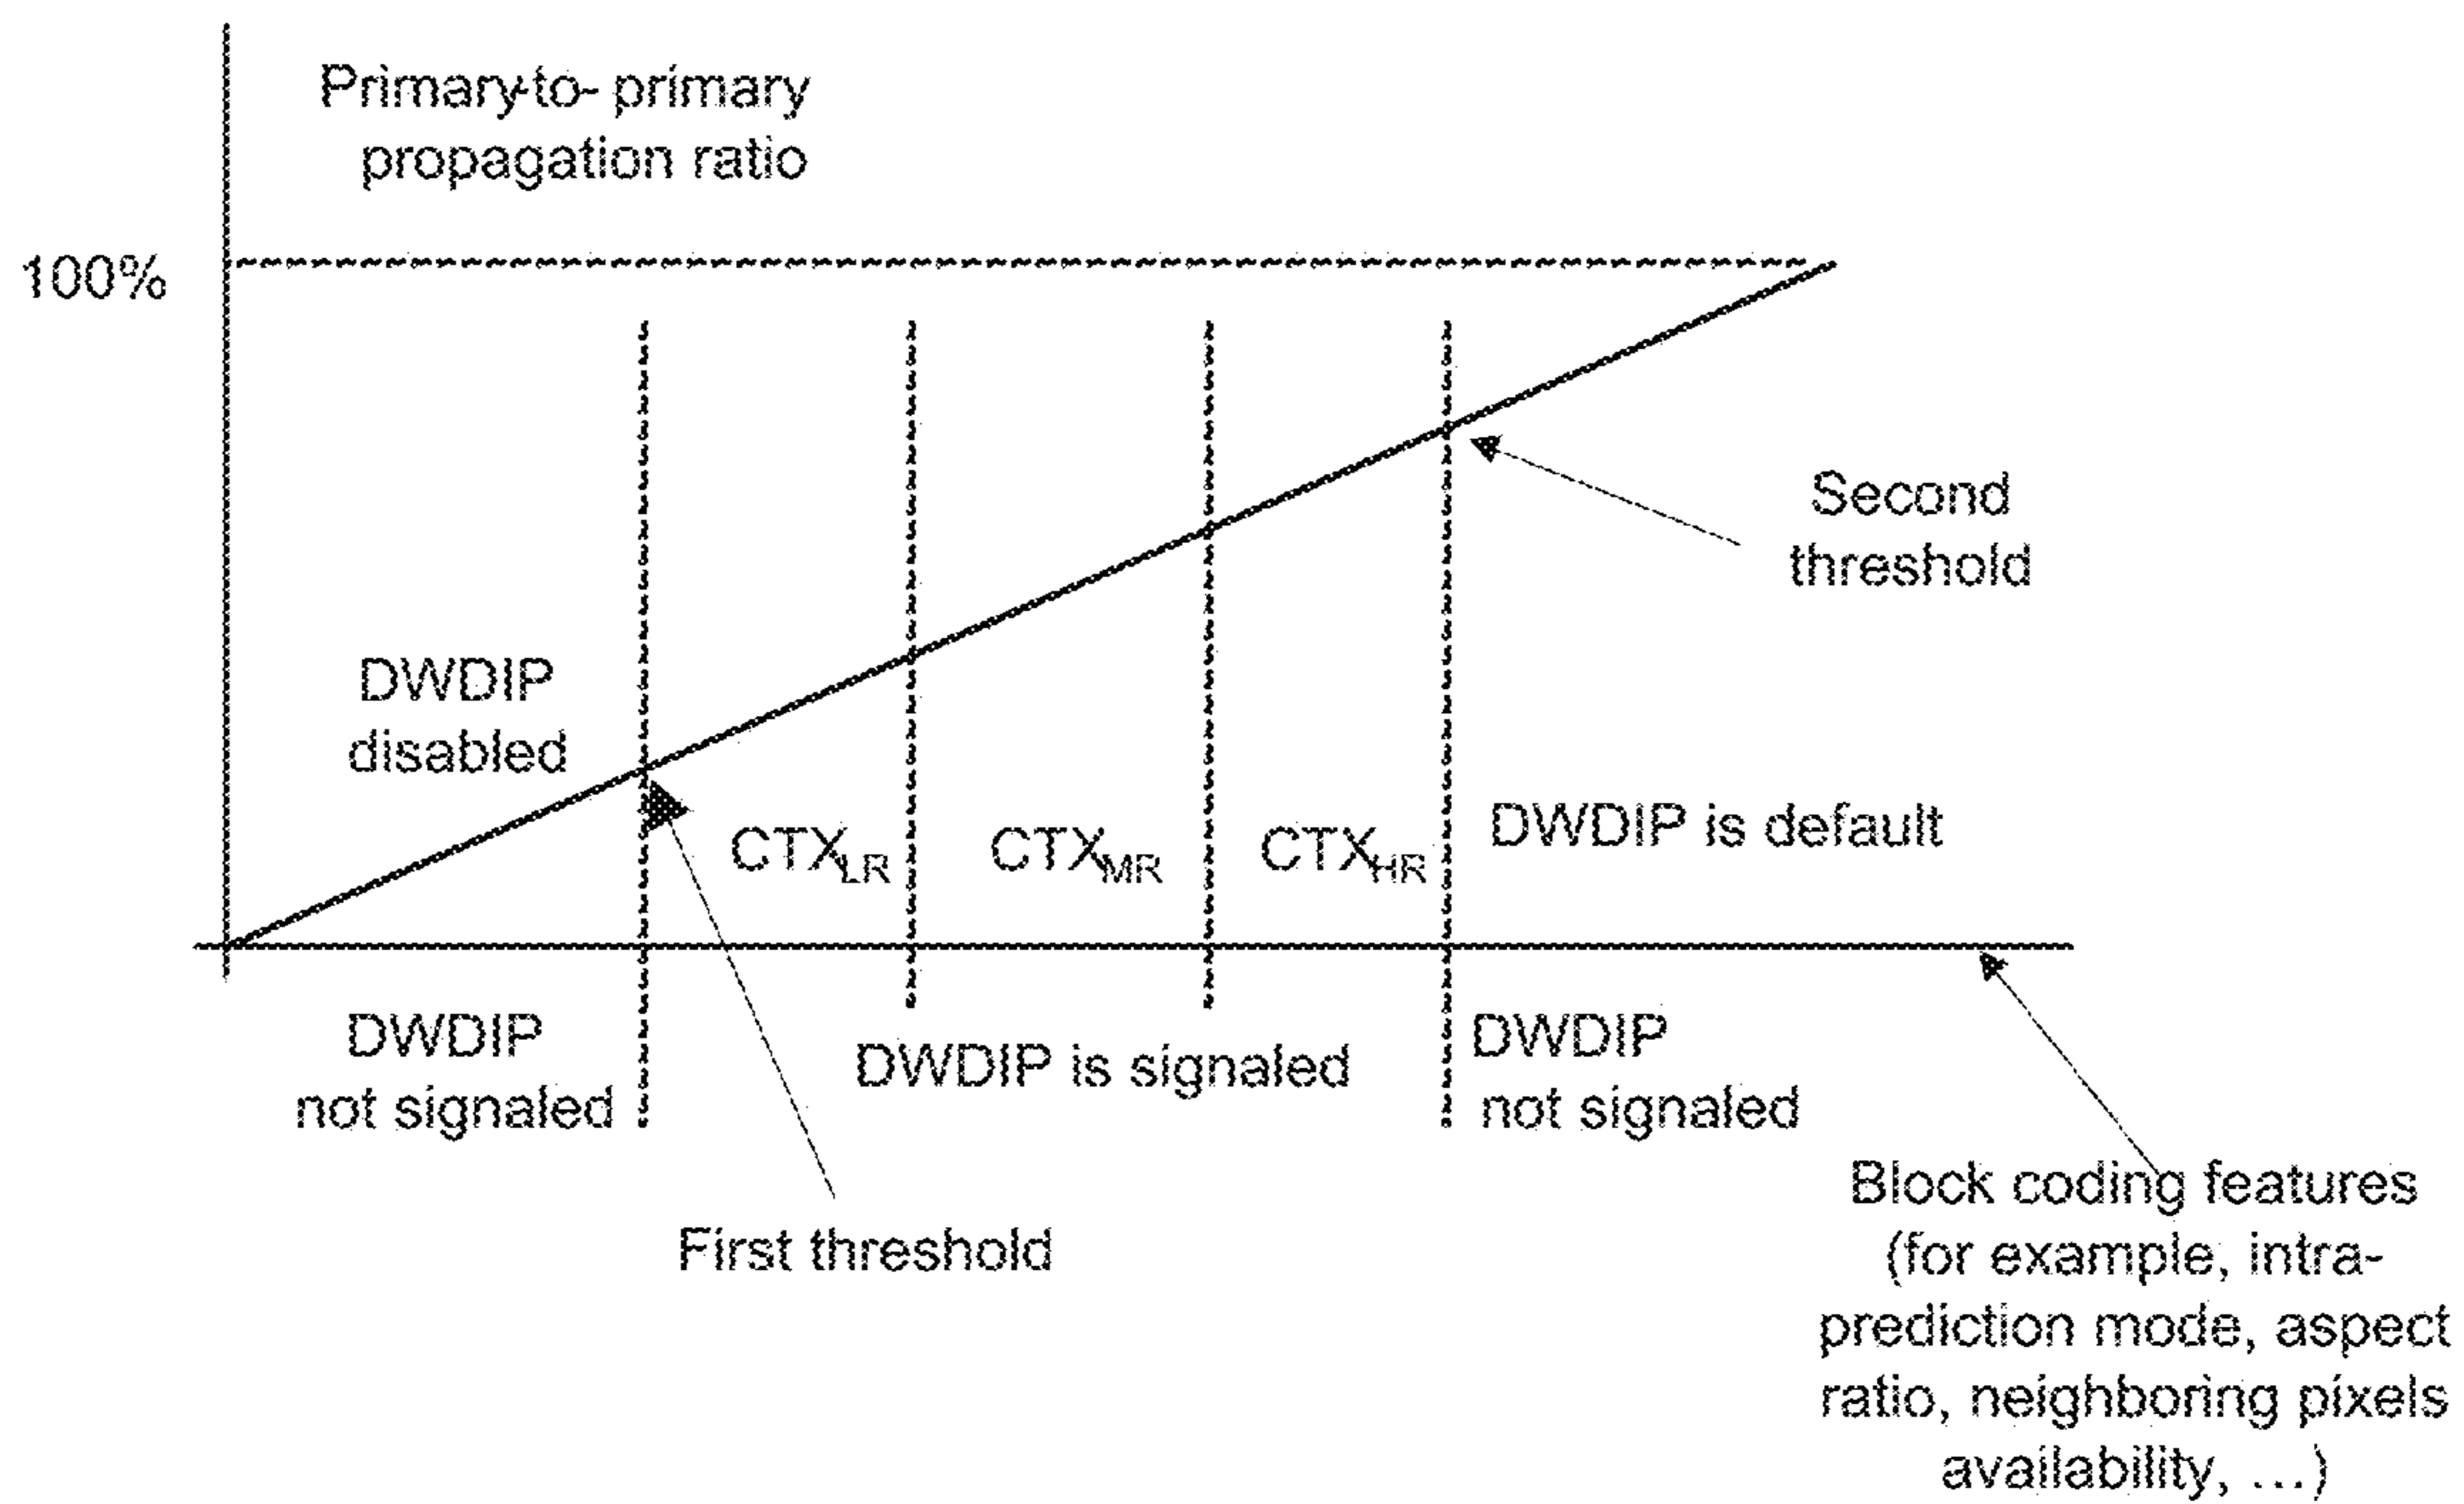 Primary-to- primary
propagation ratio
100%
Second
threshold
DWDIP
disabled
CTXLR
CTXMR
CTXHR
DWDIP is default
DWDIP
not signaled
DWDIP is signaled
DWDIP
not signaled
First threshold
Block coding features
(for example, intra-
prediction mode, aspect
ratio, neighboring pixels
availability, ...)